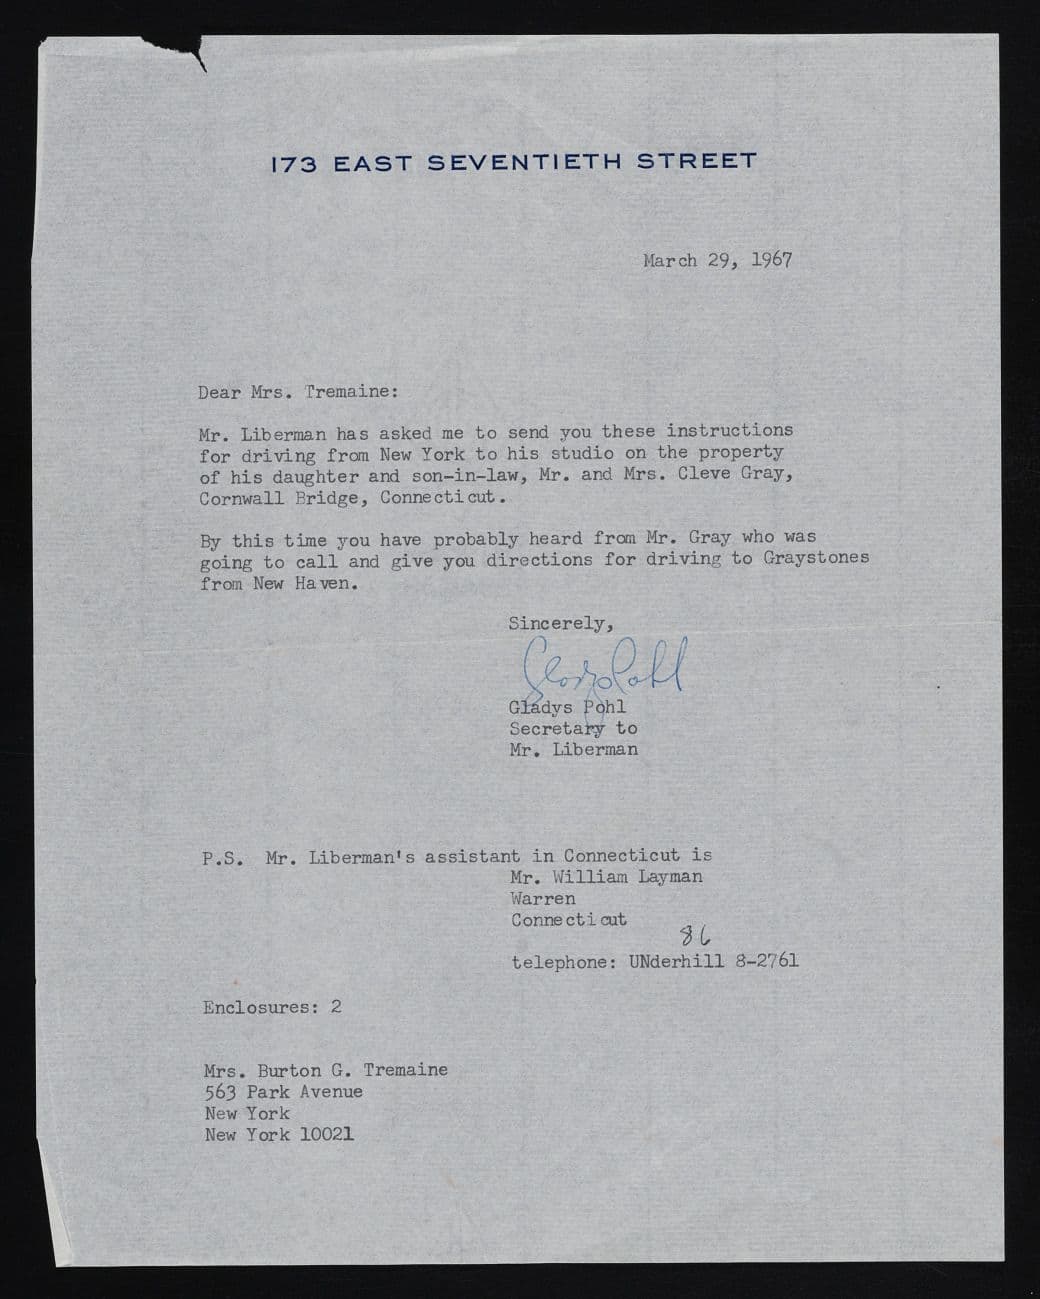 173 EAST SEVENTIETH STREET
March 29, 1967
Dear Mrs. Tremaine:
Mr. Liberman has asked me to send you these instructions
for driving from New York to his studio on the property
of his daughter and son-in-law, Mr. and Mrs. Cleve Gray,
Cornwall Bridge, Connecticut.
By this time you have probably heard from Mr. Gray who was
going to call and give you directions for driving to Graystones
from New Haven.
Sincerely,
Gladys Pohl
Gladys Pohl
Secretary to
Mr. Liberman
P.S. Mr. Liberman's assistant in Connecticut is
Mr. William Layman
Warren
Connecticut
86
telephone: UNderhill 8-2761
Enclosures: 2
Mrs. Burton G. Tremaine
563 Park Avenue
New York
New York 10021